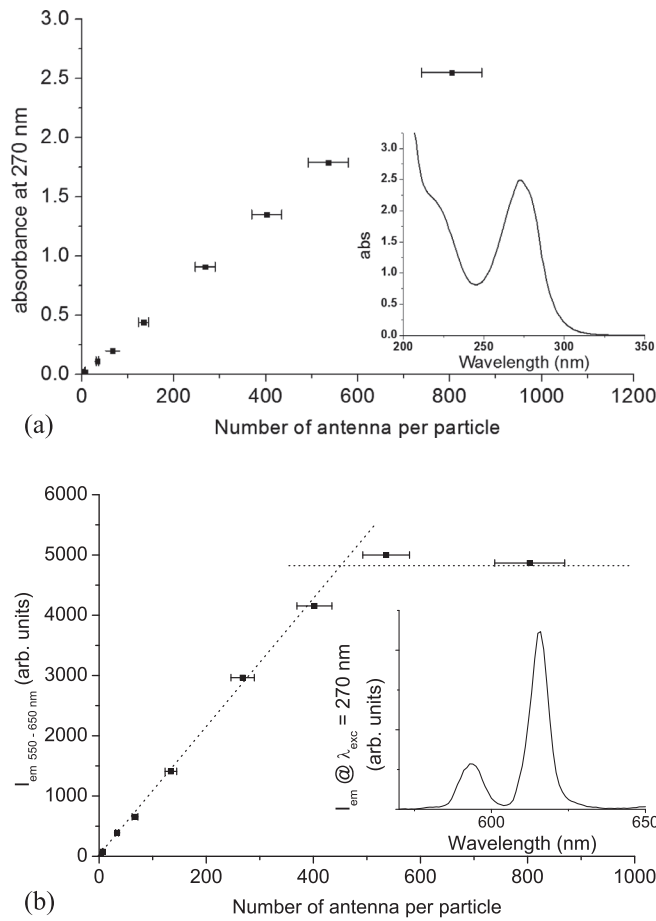 3.0
2.5
2.0
1.5
1.0
0.5
0.0
absorbance at 270 nm
0 200 400 600 800 1000 1200
Number of antenna per particle
3.0
2.5
2.0
1.5
1.0
0.5
0.0
abs
200 250 300 350
Wavelength (nm)
(a)
6000
5000
4000
3000
2000
1000
0
I em 550 - 650 nm (arb. units)
0 200 400 600 800 1000
Number of antenna per particle
I em @ λ exc = 270 nm
(arb. units)
600 650
Wavelength (nm)
(b)